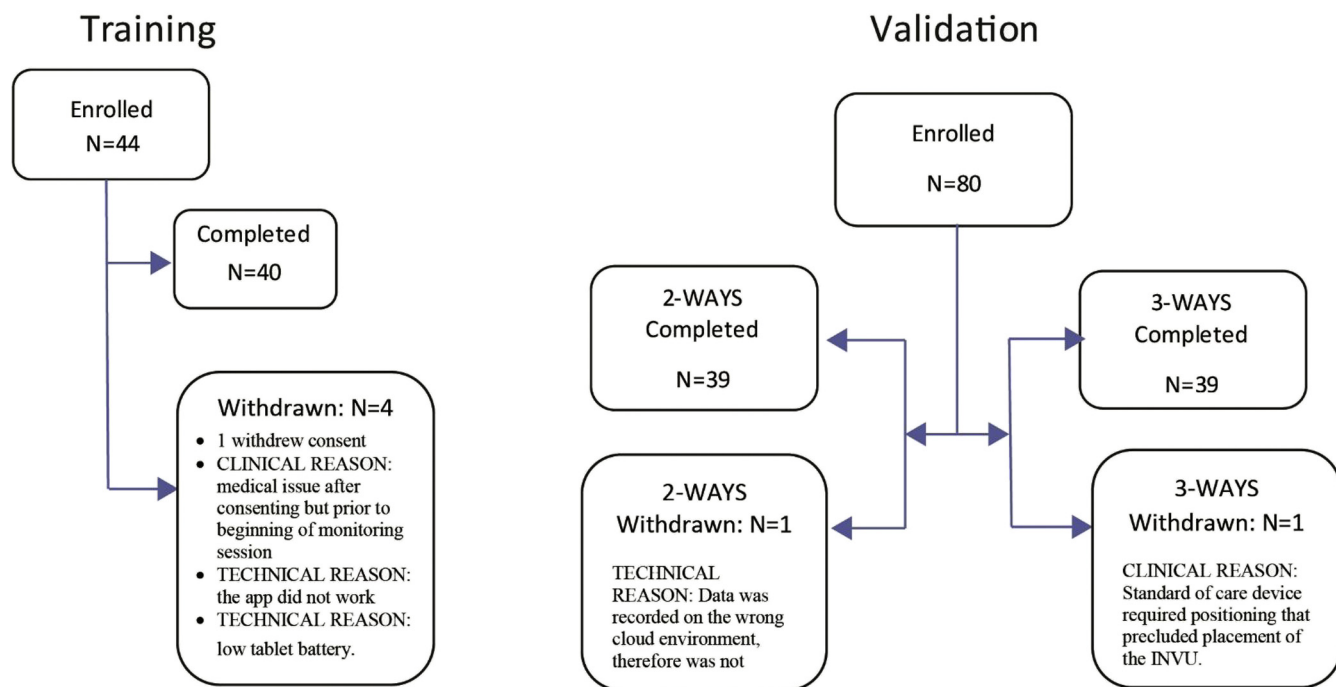 Training
Enrolled
N=44
Completed
N=40
Withdrawn: N=4
• 1 withdrew consent
• CLINICAL REASON:
medical issue after
consenting but prior to
beginning of monitoring
session
• TECHNICAL REASON:
the app did not work
• TECHNICAL REASON:
low tablet battery.
Validation
Enrolled
N=80
2-WAYS
Completed
N=39
3-WAYS
Completed
N=39
2-WAYS
Withdrawn: N=1
TECHNICAL
REASON: Data was
recorded on the wrong
cloud environment,
therefore was not
3-WAYS
Withdrawn: N=1
CLINICAL REASON:
Standard of care device
required positioning that
precluded placement of
the INVU.